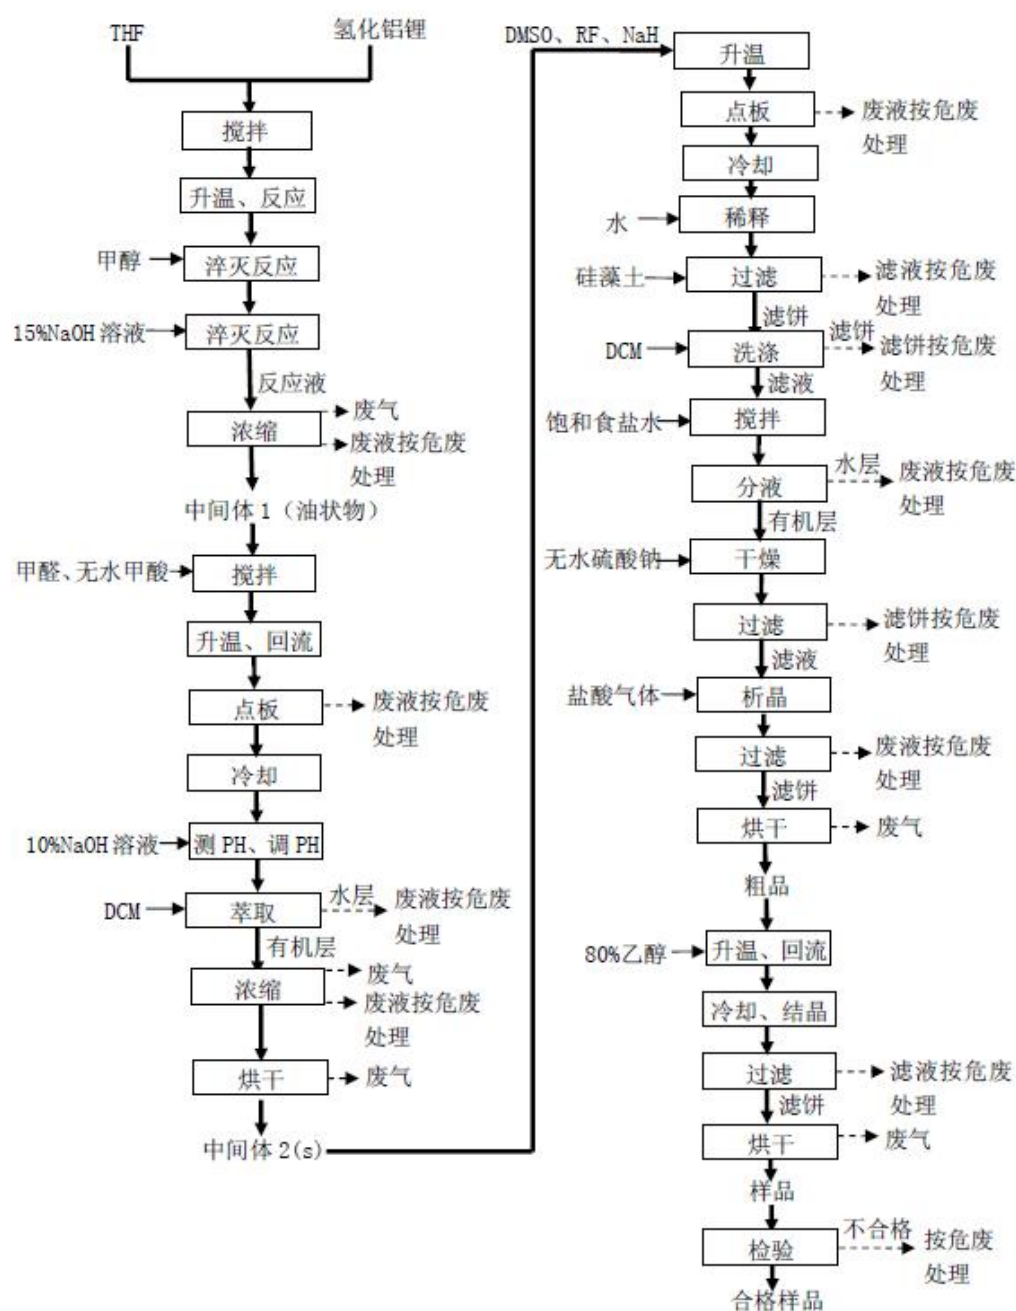 THF
氢化铝锂
搅拌
升温、反应
甲醇
淬灭反应
15%NaOH 溶液
淬灭反应
反应液
废气
浓缩
废液按危废
处理
中间体 1（油状物）
甲醛、无水甲酸
搅拌
升温、回流
点板
废液按危废
处理
冷却
10%NaOH 溶液
测 PH、调 PH
DCM
萃取
水层
废液按危废
处理
有机层
废气
浓缩
废液按危废
处理
烘干
废气
中间体 2(s)
DMSO、RF、NaH
升温
点板
废液按危废
处理
冷却
水
稀释
硅藻土
过滤
滤液按危废
处理
滤饼
滤饼
DCM
洗涤
滤饼按危废
处理
滤液
饱和食盐水
搅拌
水层
分液
废液按危废
处理
有机层
无水硫酸钠
干燥
过滤
滤饼按危废
处理
滤液
盐酸气体
析晶
过滤
废液按危废
处理
滤饼
烘干
废气
粗品
80%乙醇
升温、回流
冷却、结晶
过滤
滤液按危废
处理
滤饼
烘干
废气
样品
不合格
检验
按危废
处理
合格样品